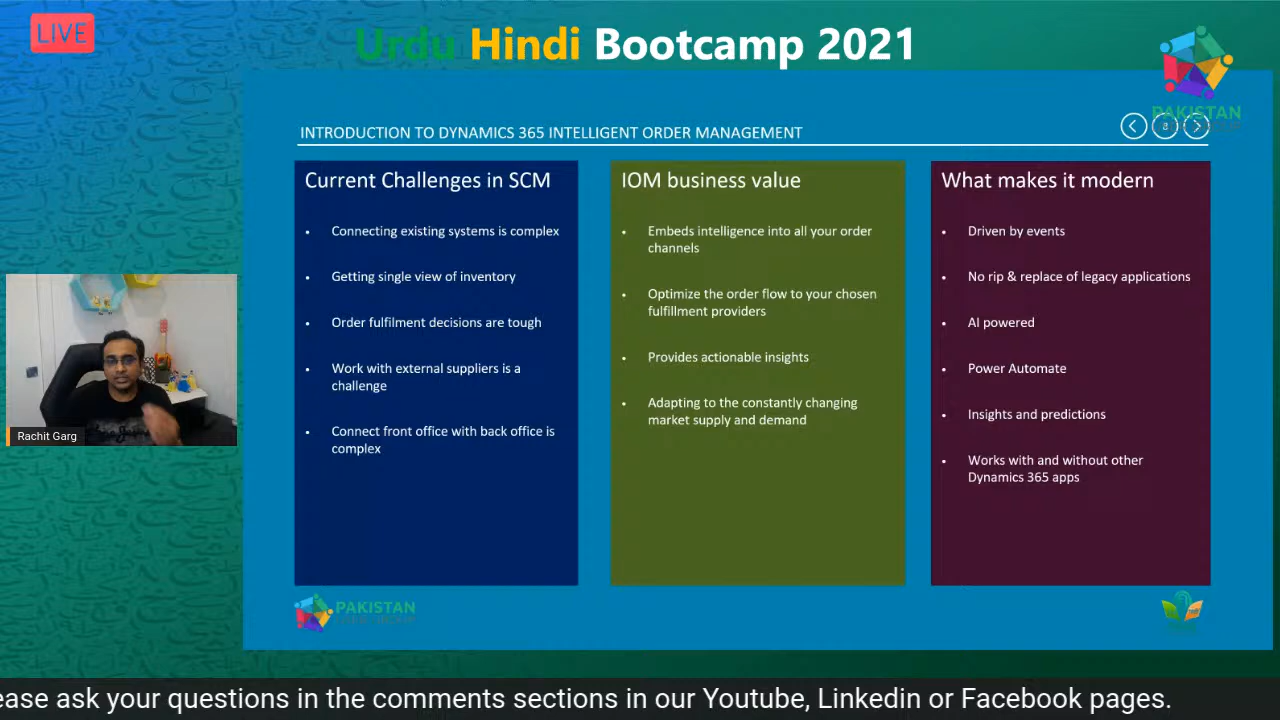 LIVE
Urdu Hindi Bootcamp 2021
PAKISTAN
USER GROUP
INTRODUCTION TO DYNAMICS 365 INTELLIGENT ORDER MANAGEMENT
Current Challenges in SCM
• Connecting existing systems is complex
• Getting single view of inventory
• Order fulfilment decisions are tough
• Work with external suppliers is a
challenge
• Connect front office with back office is
complex
IOM business value
• Embeds intelligence into all your order
channels
• Optimize the order flow to your chosen
fulfillment providers
• Provides actionable insights
• Adapting to the constantly changing
market supply and demand
What makes it modern
• Driven by events
• No rip & replace of legacy applications
• AI powered
• Power Automate
• Insights and predictions
• Works with and without other
Dynamics 365 apps
Rachit Garg
PAKISTAN
USER GROUP
ease ask your questions in the comments sections in our Youtube, Linkedin or Facebook pages.